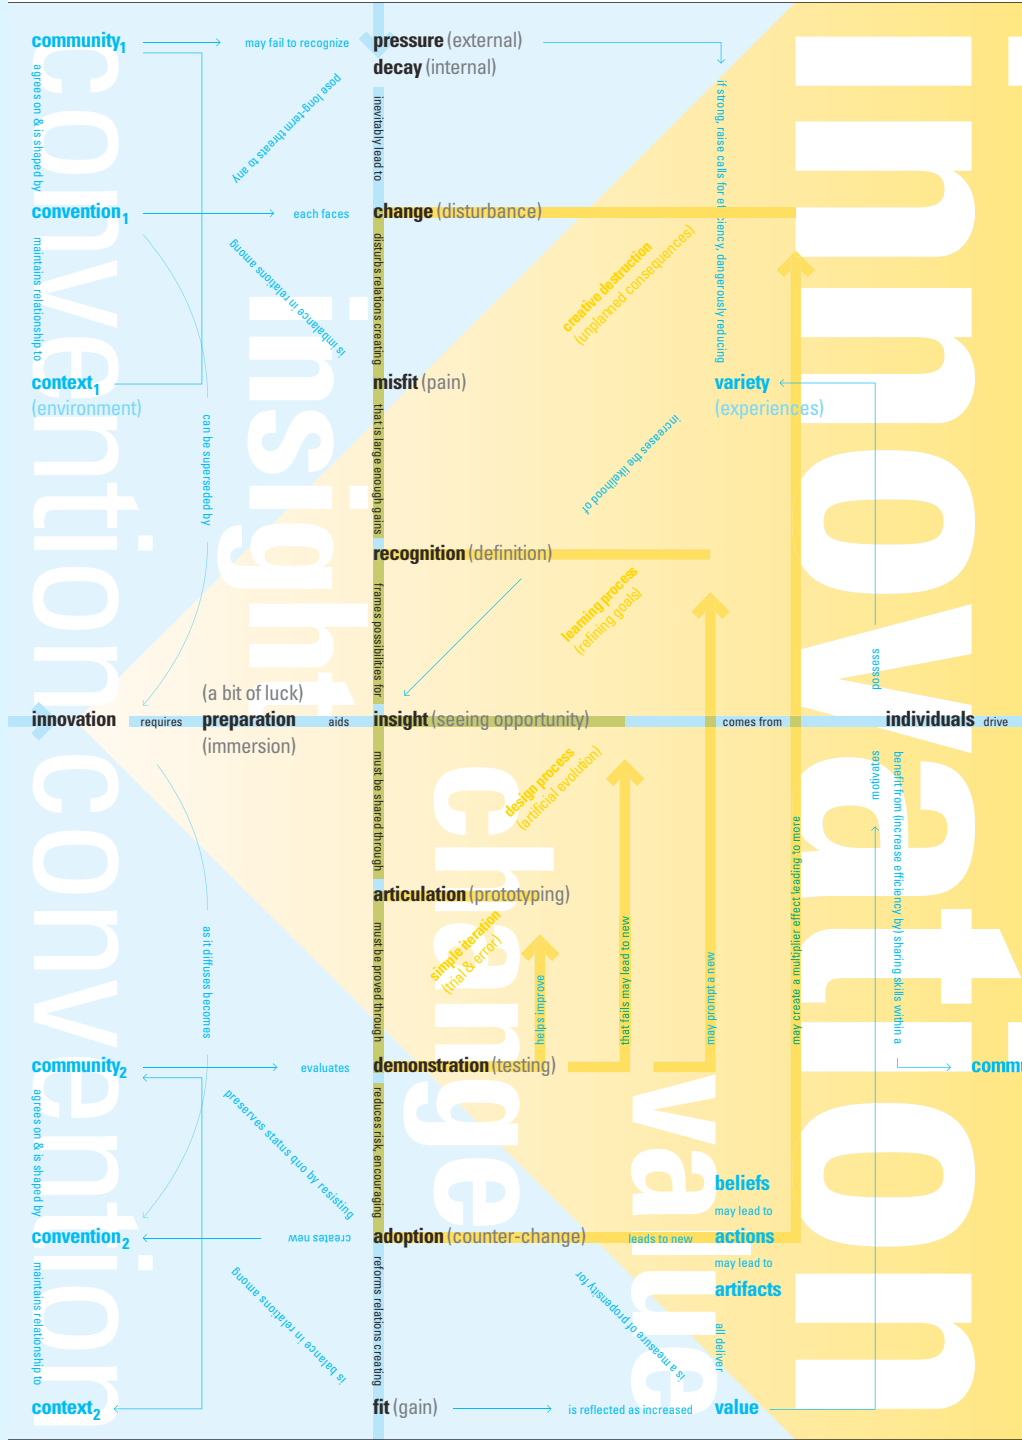 community1
may fail to recognize
pressure (external)
decay (internal)
agrees on & is shaped by
pose long-term threats to any
inevitably lead to
if strong, raise calls for efficiency, dangerously reducing
convention1
each faces
change (disturbance)
maintains relationship to
is imbalance in relations among
disturbs relations creating
creative destruction
(unplanned consequences)
context1
(environment)
misfit (pain)
variety
(experiences)
can be superseded by
that is large enough gains
increases the likelihood of
recognition (definition)
frames possibilities for
learning process
(refining goals)
possess
innovation
requires
(a bit of luck)
preparation
(immersion)
aids
insight (seeing opportunity)
comes from
individuals
drive
must be shared through
design process
(artificial evolution)
motivates
benefit from (increase efficiency by) sharing skills within a
articulation (prototyping)
as it diffuses becomes
must be proved through
simple iteration
(trial & error)
helps improve
that fails may lead to new
may prompt a new
may create a multiplier effect leading to more
community2
evaluates
demonstration (testing)
commu
agrees on & is shaped by
preserves status quo by resisting
reduces risk, encouraging
beliefs
may lead to
convention2
creates new
adoption (counter-change)
leads to new
actions
may lead to
artifacts
maintains relationship to
is balance in relations among
reforms relations creating
is a measure of propensity for
all deliver
context2
fit (gain)
is reflected as increased
value
convention
convention
insight
change
value
innovation